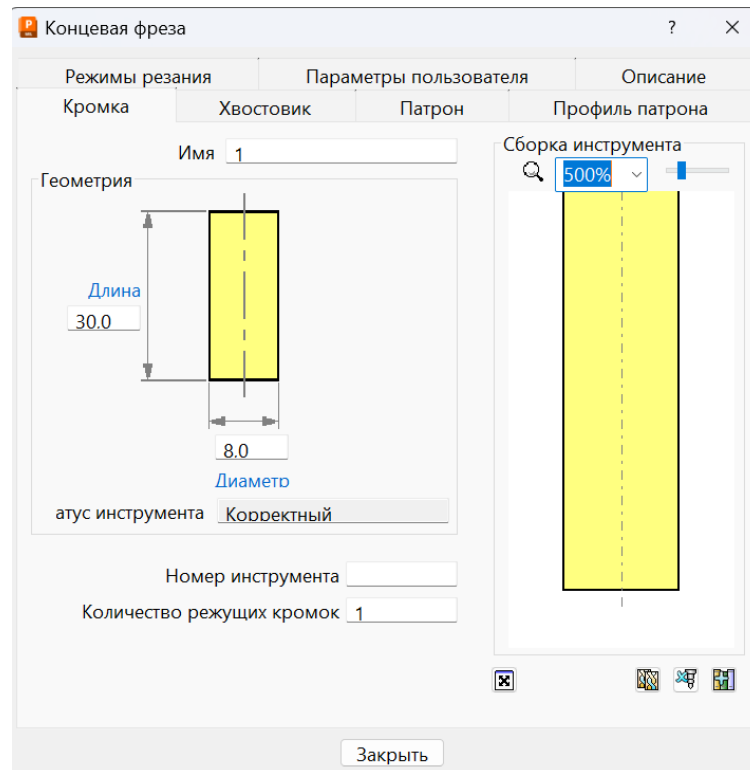 Концевая фреза
?
Режимы резания
Параметры пользователя
Описание
Кромка
Хвостовик
Патрон
Профиль патрона
Имя 1
Сборка инструмента
500%
Геометрия
Длина
30.0
8.0
Диаметр
атус инструмента Корректный
Номер инструмента
Количество режущих кромок 1
Закрыть